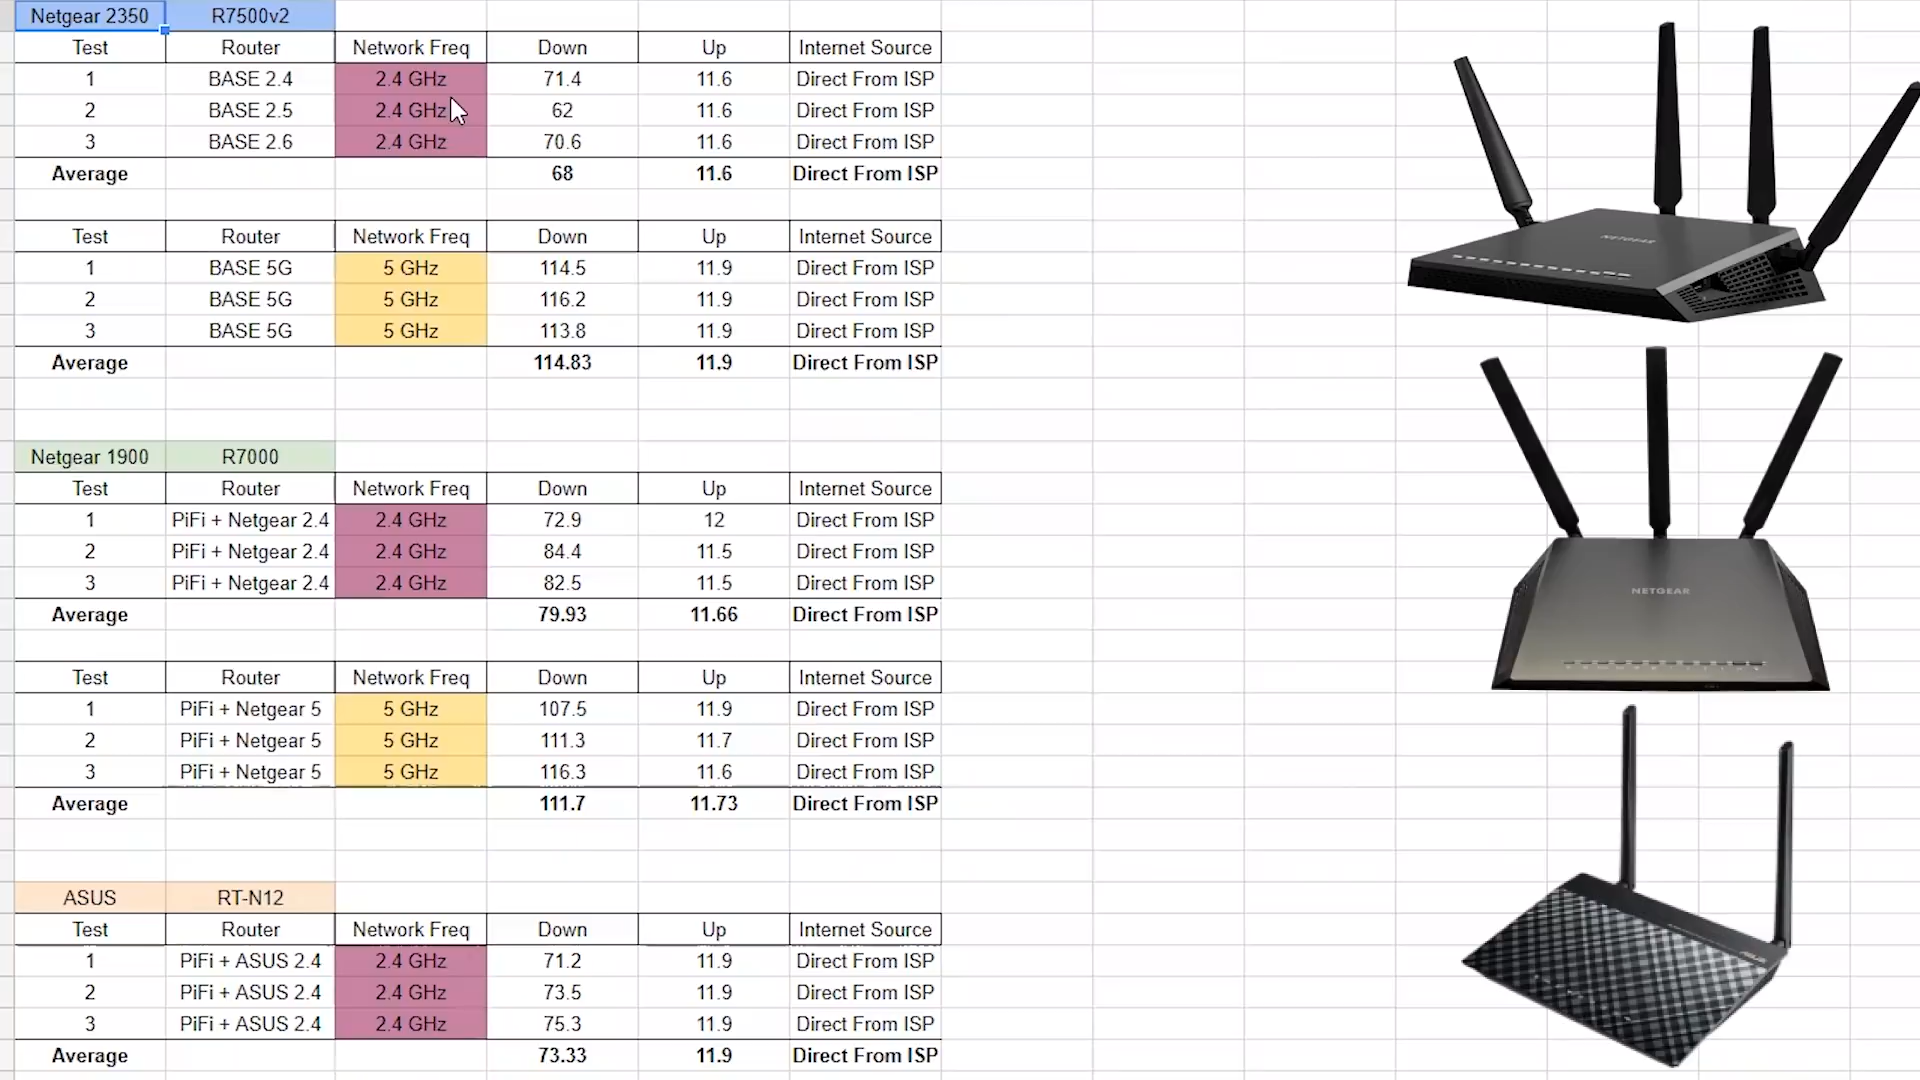 Netgear 2350 R7500v2
Test Router Network Freq Down Up Internet Source
1 BASE 2.4 2.4 GHz 71.4 11.6 Direct From ISP
2 BASE 2.5 2.4 GHz 62 11.6 Direct From ISP
3 BASE 2.6 2.4 GHz 70.6 11.6 Direct From ISP
Average 68 11.6 Direct From ISP
Test Router Network Freq Down Up Internet Source
1 BASE 5G 5 GHz 114.5 11.9 Direct From ISP
2 BASE 5G 5 GHz 116.2 11.9 Direct From ISP
3 BASE 5G 5 GHz 113.8 11.9 Direct From ISP
Average 114.83 11.9 Direct From ISP
Netgear 1900 R7000
Test Router Network Freq Down Up Internet Source
1 PiFi + Netgear 2.4 2.4 GHz 72.9 12 Direct From ISP
2 PiFi + Netgear 2.4 2.4 GHz 84.4 11.5 Direct From ISP
3 PiFi + Netgear 2.4 2.4 GHz 82.5 11.5 Direct From ISP
Average 79.93 11.66 Direct From ISP
Test Router Network Freq Down Up Internet Source
1 PiFi + Netgear 5 5 GHz 107.5 11.9 Direct From ISP
2 PiFi + Netgear 5 5 GHz 111.3 11.7 Direct From ISP
3 PiFi + Netgear 5 5 GHz 116.3 11.6 Direct From ISP
Average 111.7 11.73 Direct From ISP
ASUS RT-N12
Test Router Network Freq Down Up Internet Source
1 PiFi + ASUS 2.4 2.4 GHz 71.2 11.9 Direct From ISP
2 PiFi + ASUS 2.4 2.4 GHz 73.5 11.9 Direct From ISP
3 PiFi + ASUS 2.4 2.4 GHz 75.3 11.9 Direct From ISP
Average 73.33 11.9 Direct From ISP
NETGEAR
NETGEAR
ASUS